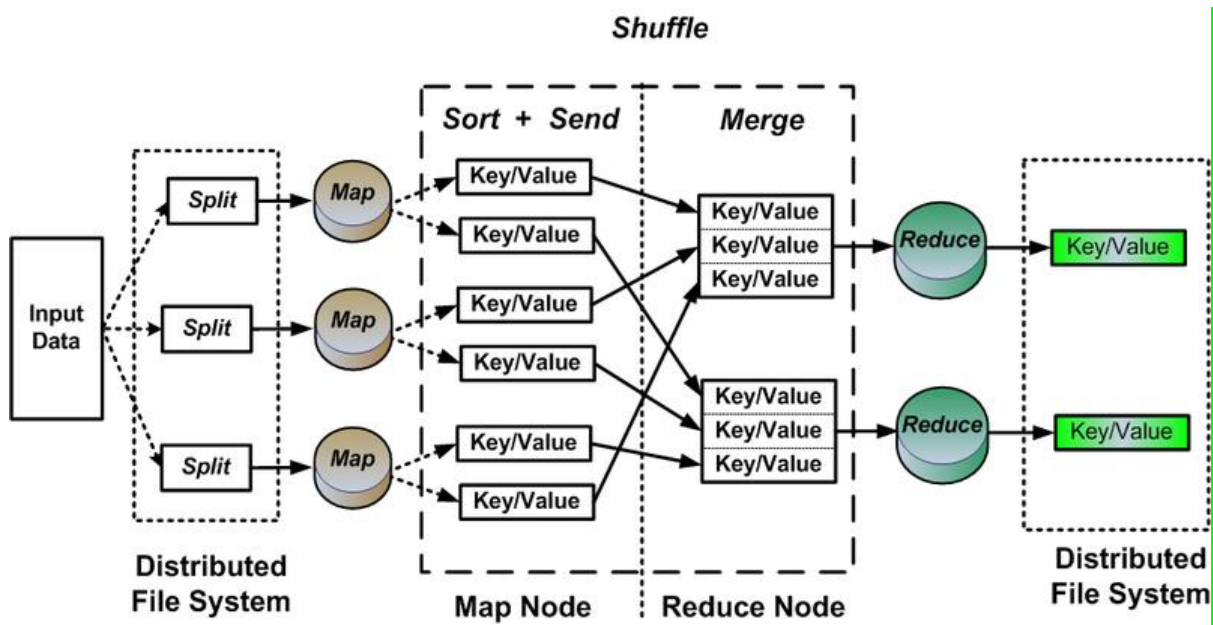 Shuffle
Sort + Send
Merge
Input
Data
Split
Split
Split
Map
Map
Map
Key/Value
Key/Value
Key/Value
Key/Value
Key/Value
Key/Value
Key/Value
Key/Value
Key/Value
Key/Value
Key/Value
Key/Value
Reduce
Reduce
Key/Value
Key/Value
Distributed
File System
Map Node
Reduce Node
Distributed
File System